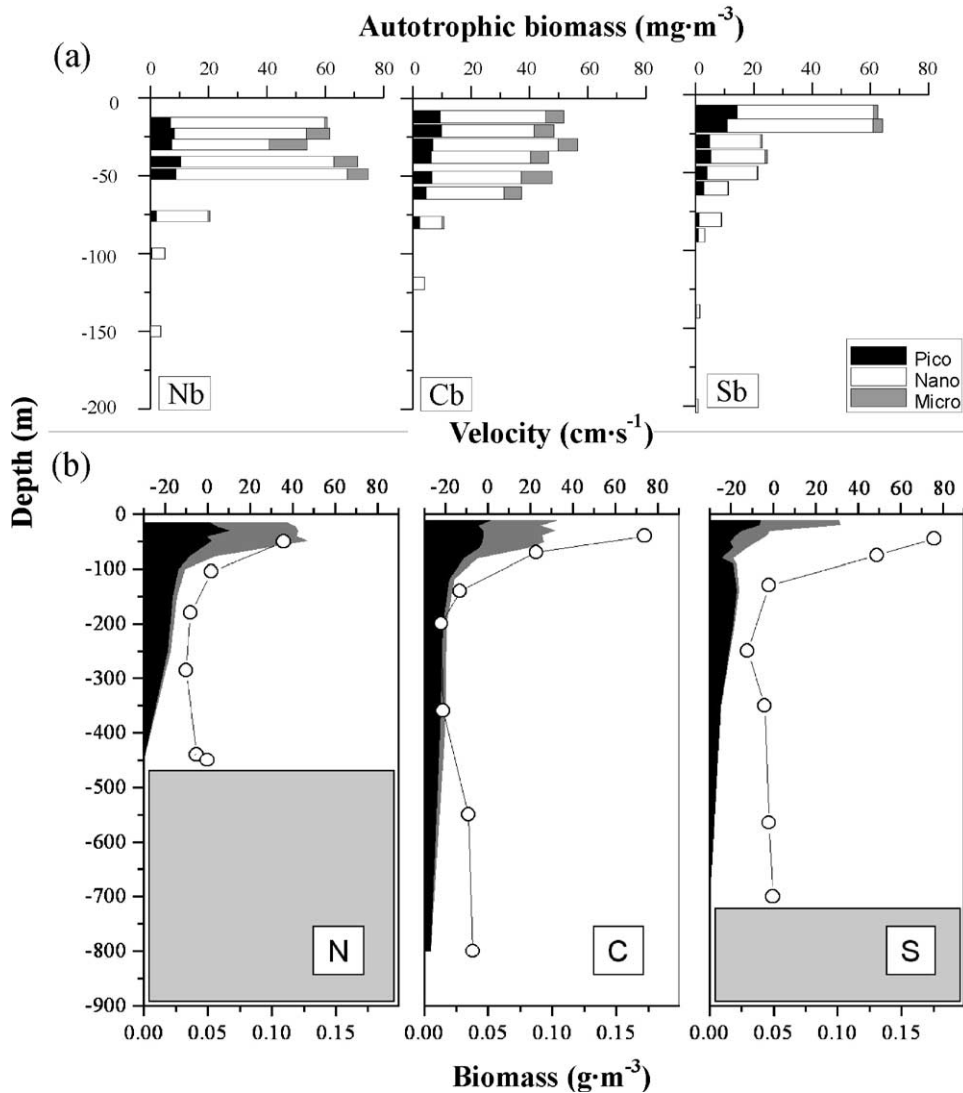 Autotrophic biomass (mg·m-3)
(a)
0 20 40 60 80
0 20 40 60 80
0 20 40 60 80
0
-50
-100
-150
-200
Nb
Cb
Sb
Pico
Nano
Micro
Depth (m)
Velocity (cm·s-1)
(b)
-20 0 20 40 60 80
-20 0 20 40 60 80
-20 0 20 40 60 80
0
-100
-200
-300
-400
-500
-600
-700
-800
-900
N
C
S
0.00 0.05 0.10 0.15
0.00 0.05 0.10 0.15
0.00 0.05 0.10 0.15
Biomass (g·m-3)